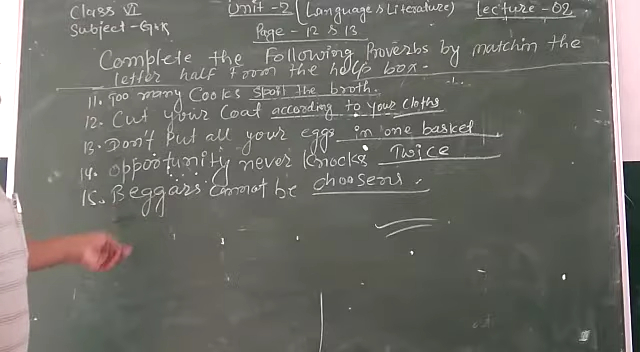 Class VI
Unit - 2 (Language & Literature)
Lecture - 02
Subject - G.K
Page - 12 & 13
Complete the following Proverbs by matchin the
letter half from the help box.
11. Too many Cooks spoil the broth.
12. Cut your Coat according to your cloths
13. Don't put all your eggs in one basket
14. Opportunity never knocks Twice
15. Beggars cannot be choosers.